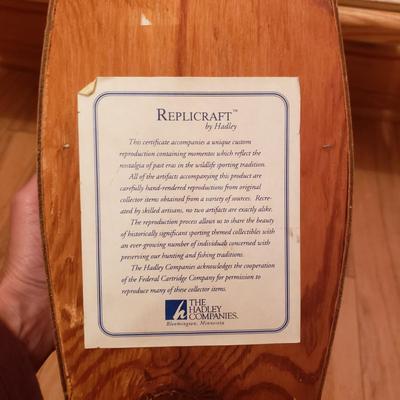 REPLICRAFT™
by Hadley
This certificate accompanies a unique custom
reproduction containing momentos which reflect the
nostalgia of past eras in the wildlife sporting tradition.
All of the artifacts accompanying this product are
carefully hand-rendered reproductions from original
collector items obtained from a variety of sources. Recre-
ated by skilled artisans, no two artifacts are exactly alike.
The reproduction process allows us to share the beauty
of historically significant sporting themed collectibles with
an ever-growing number of individuals concerned with
preserving our hunting and fishing traditions.
The Hadley Companies acknowledges the cooperation
of the Federal Cartridge Company for permission to
reproduce many of these collector items.
THE
HADLEY
COMPANIES.
Bloomington, Minnesota